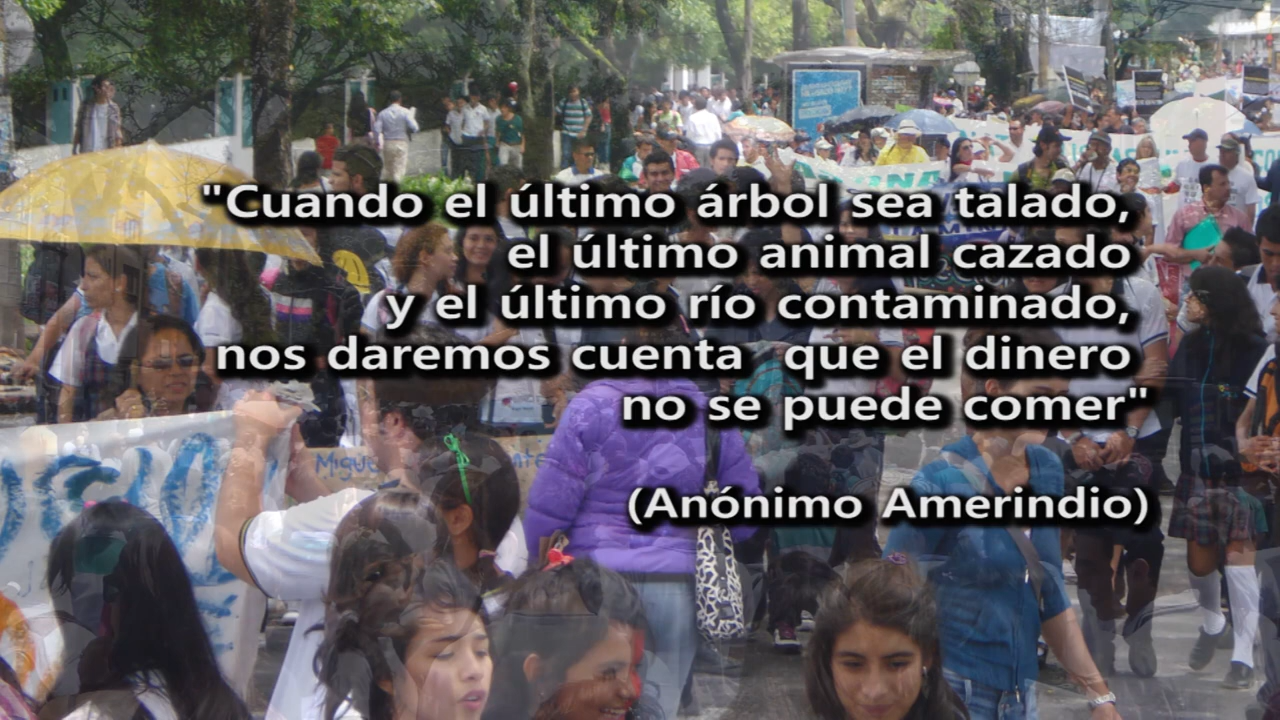 "Cuando el último árbol sea talado,
el último animal cazado
y el último río contaminado,
nos daremos cuenta  que el dinero
no se puede comer"
(Anónimo Amerindio)
Migue